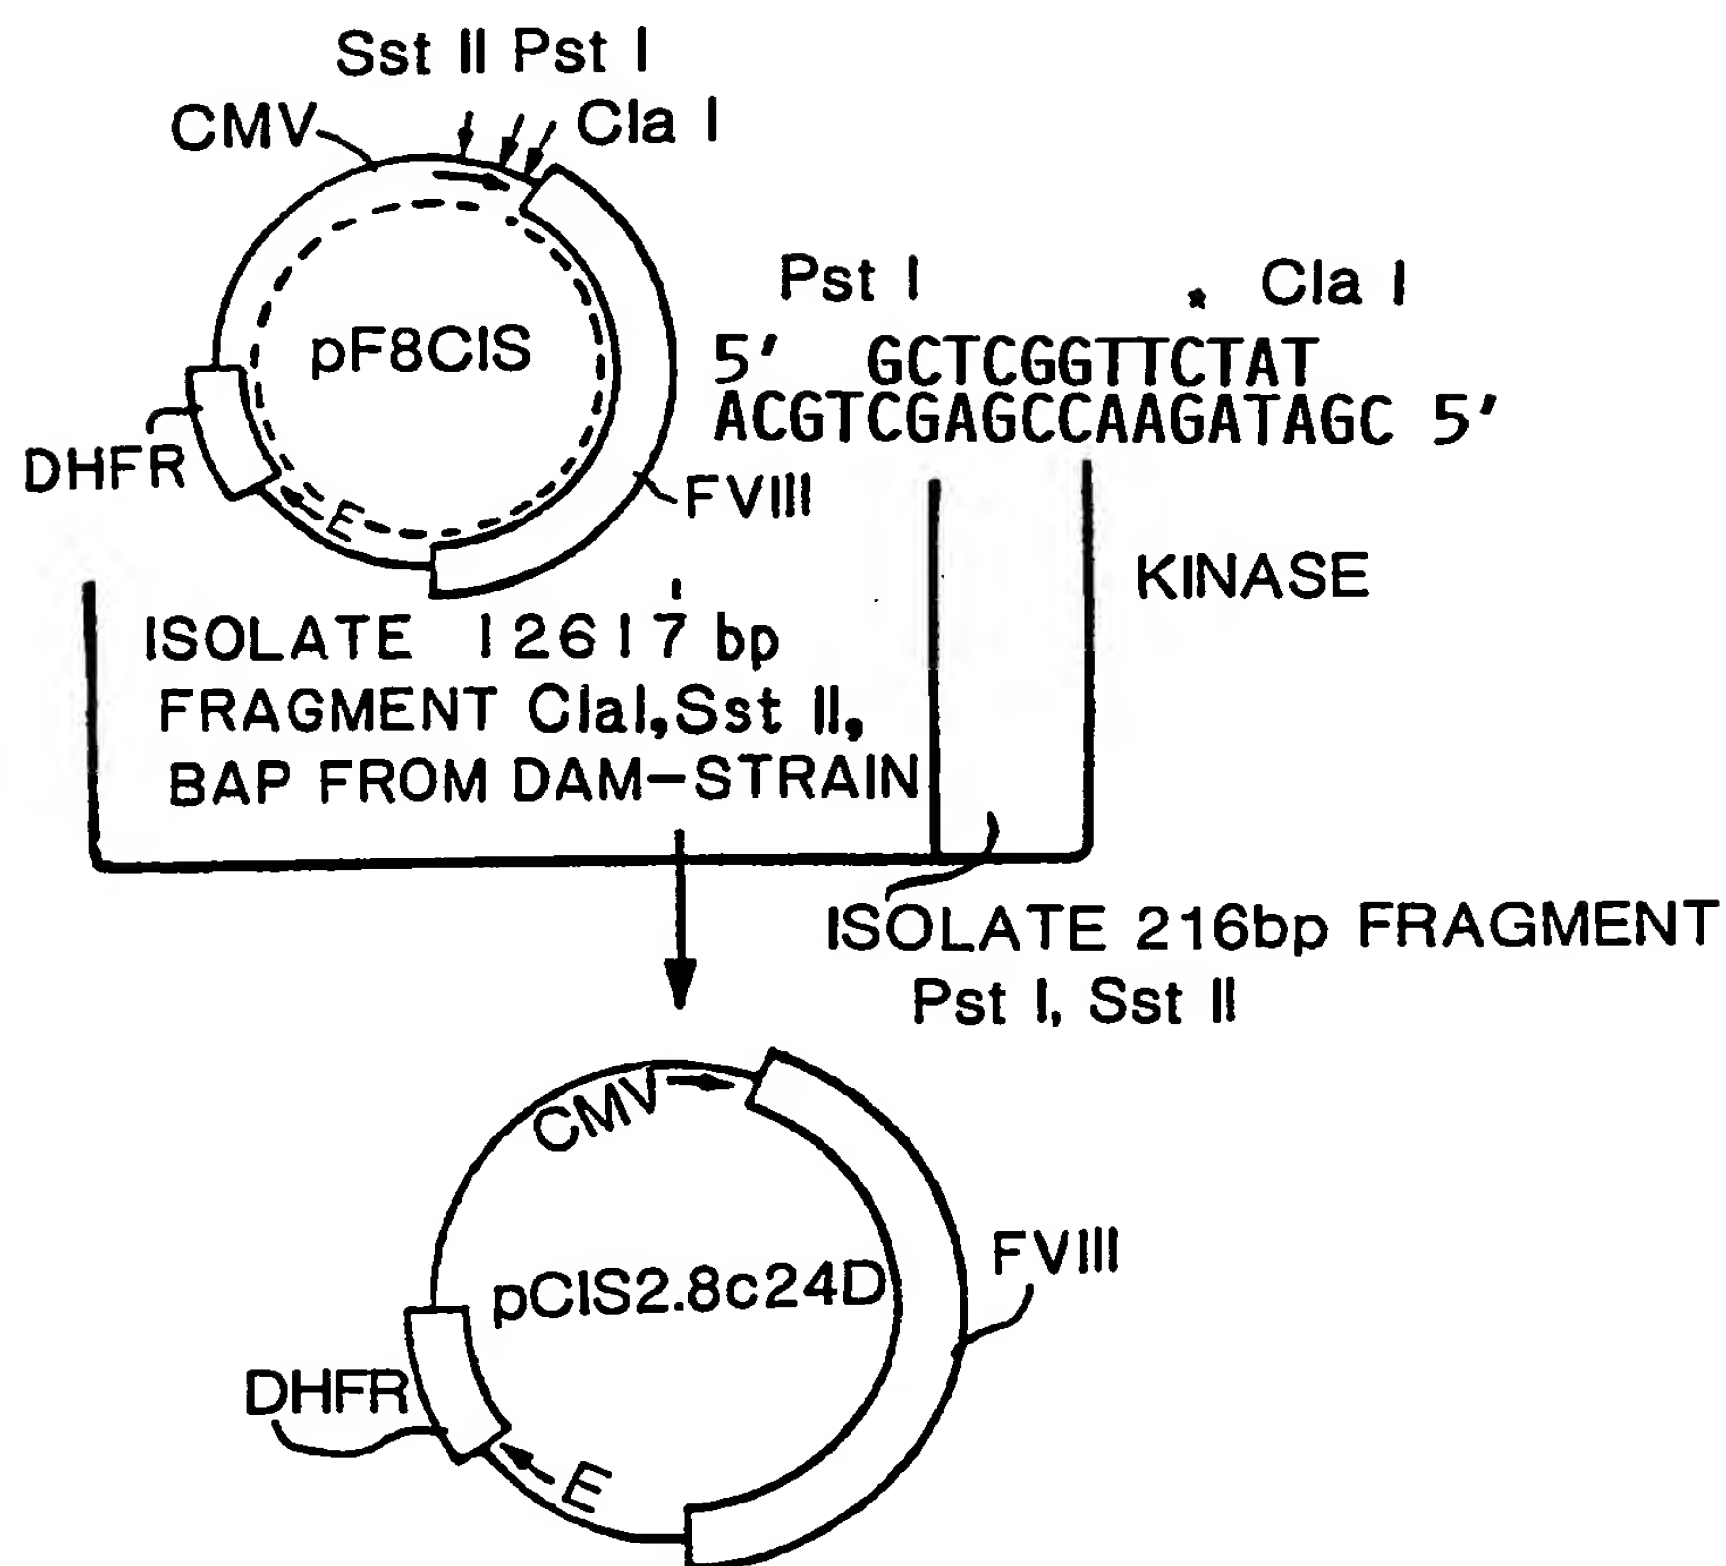 Sst II Pst I
CMV
Cla I
pF8CIS
DHFR
E
FVIII
Pst I
* Cla I
5' GCTCGGTTCTAT
ACGTCGAGCCAAGATAGC 5'
KINASE
ISOLATE 12617 bp
FRAGMENT ClaI, Sst II,
BAP FROM DAM-STRAIN
ISOLATE 216bp FRAGMENT
Pst I, Sst II
CMV
pCIS2.8c24D
FVIII
DHFR
E